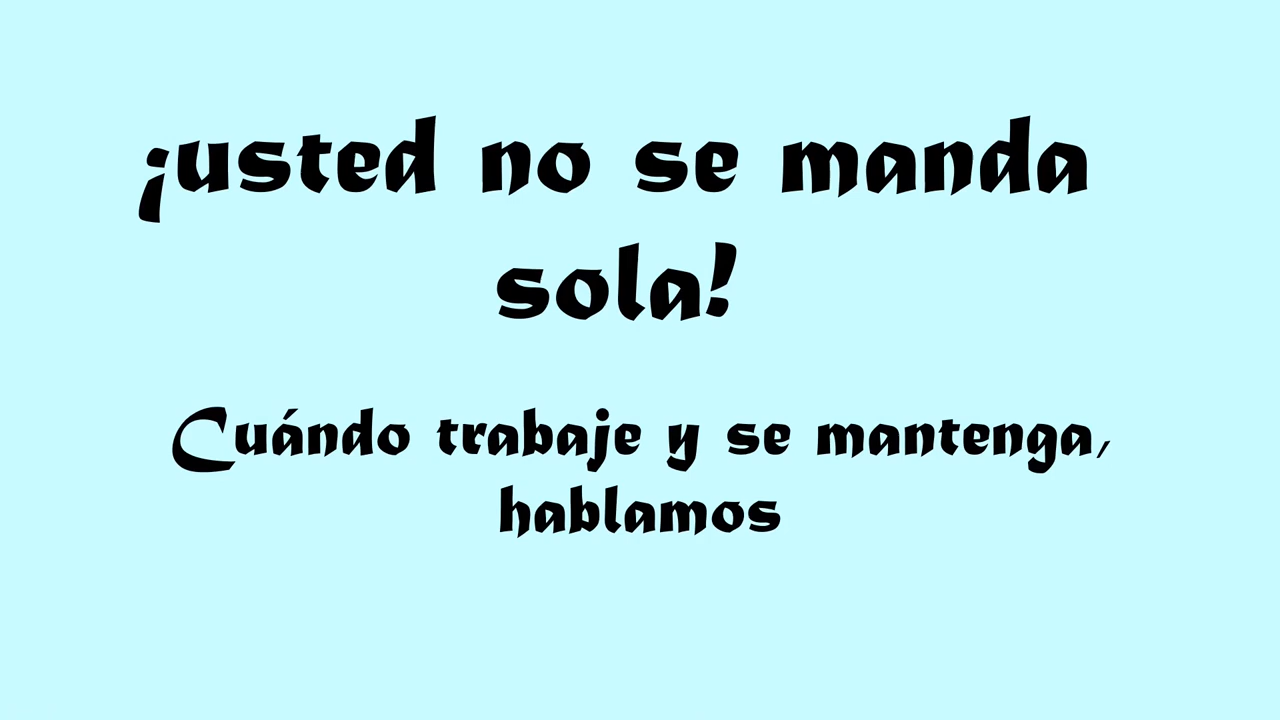 ¡usted no se manda
sola!
Cuándo trabaje y se mantenga,
hablamos